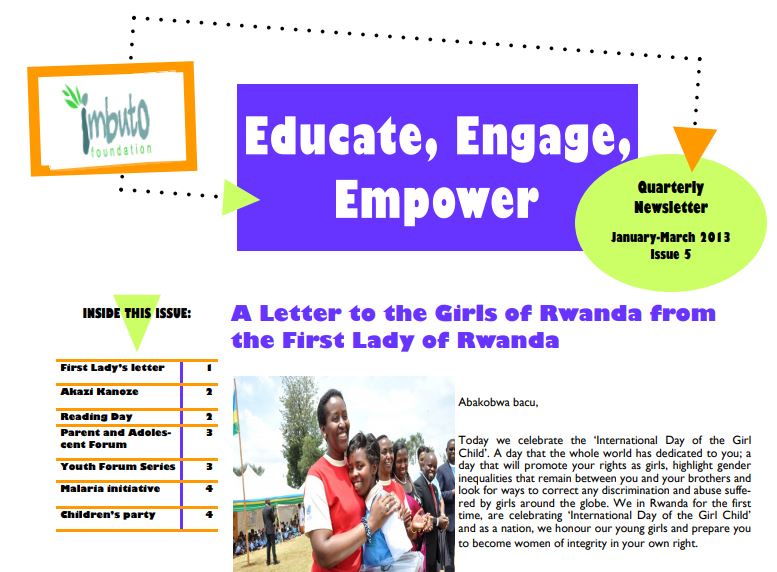 imbuto
foundation
Educate, Engage,
Empower
Quarterly
Newsletter
January-March 2013
Issue 5
INSIDE THIS ISSUE:
First Lady's letter 1
Akazi Kanoze 2
Reading Day 2
Parent and Adoles-
cent Forum 3
Youth Forum Series 3
Malaria initiative 4
Children's party 4
A Letter to the Girls of Rwanda from
the First Lady of Rwanda
Abakobwa bacu,
Today we celebrate the 'International Day of the Girl
Child'. A day that the whole world has dedicated to you; a
day that will promote your rights as girls, highlight gender
inequalities that remain between you and your brothers and
look for ways to correct any discrimination and abuse suffe-
red by girls around the globe. We in Rwanda for the first
time, are celebrating 'International Day of the Girl Child'
and as a nation, we honour our young girls and prepare you
to become women of integrity in your own right.